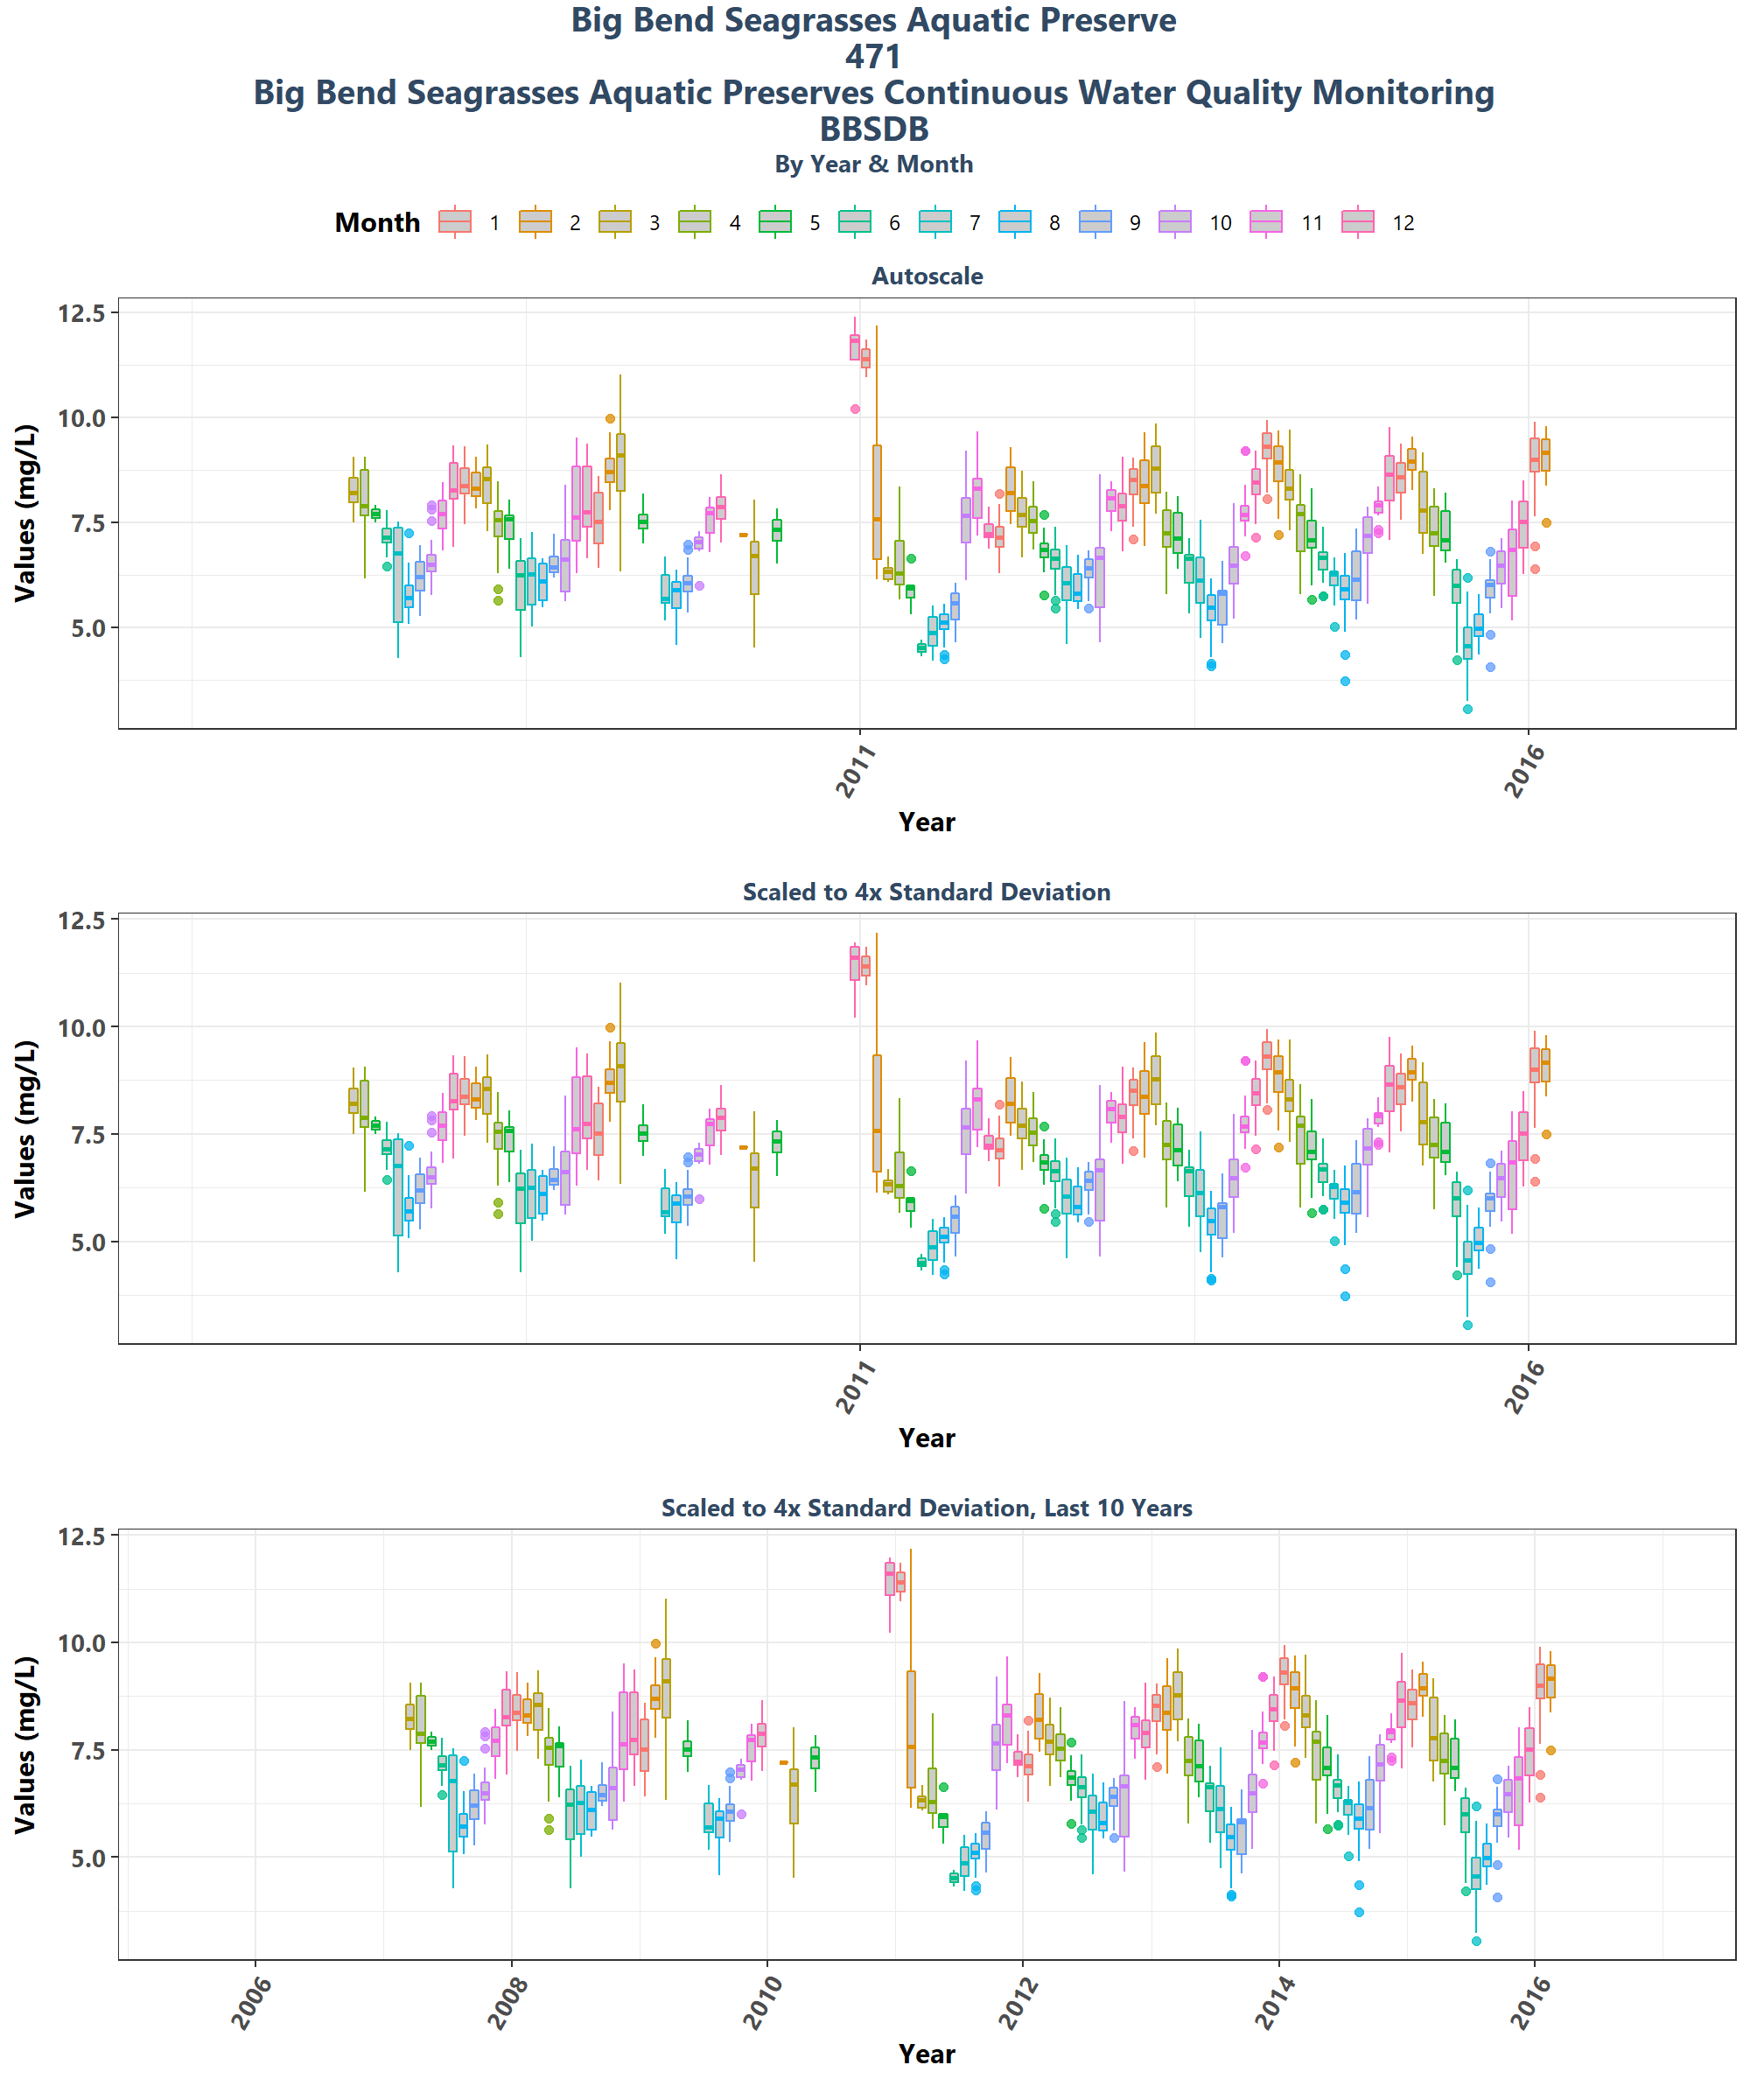 Big Bend Seagrasses Aquatic Preserve
471
Big Bend Seagrasses Aquatic Preserves Continuous Water Quality Monitoring
BBSDB
By Year & Month
Month 1 2 3 4 5 6 7 8 9 10 11 12
Autoscale
Values (mg/L)
12.5
10.0
7.5
5.0
2011 2016
Year
Scaled to 4x Standard Deviation
Values (mg/L)
12.5
10.0
7.5
5.0
2011 2016
Year
Scaled to 4x Standard Deviation, Last 10 Years
Values (mg/L)
12.5
10.0
7.5
5.0
2006 2008 2010 2012 2014 2016
Year